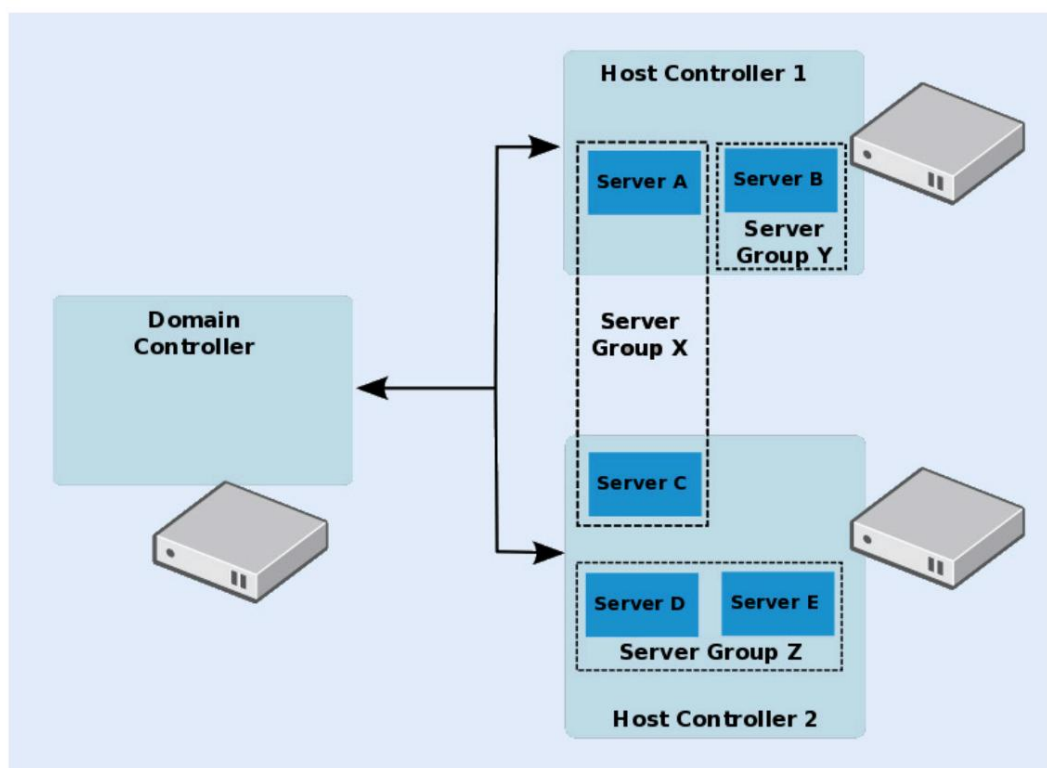 Host Controller 1
Server A
Server B
Server
Group Y
Domain
Controller
Server
Group X
Server C
Server D
Server E
Server Group Z
Host Controller 2